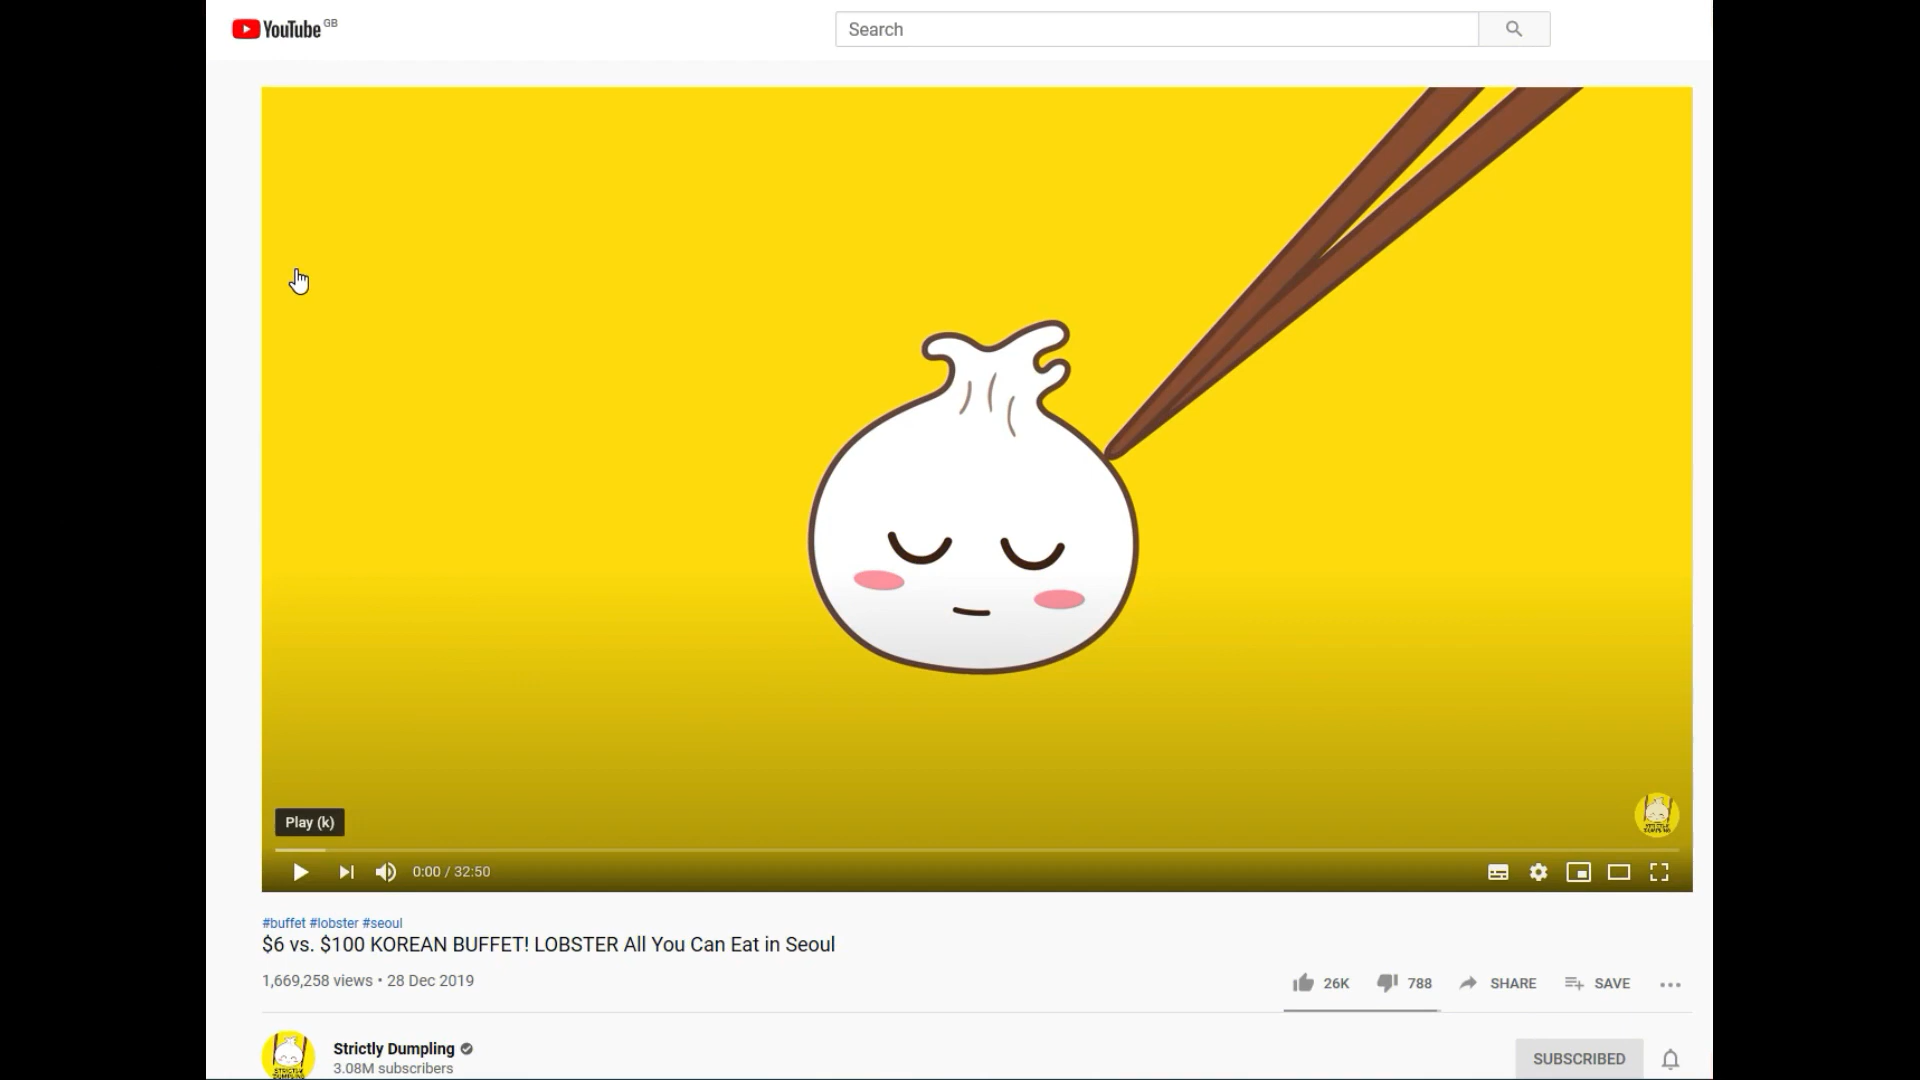 YouTube GB
Search
Play (k)
0:00 / 32:50
#buffet #lobster #seoul
$6 vs. $100 KOREAN BUFFET! LOBSTER All You Can Eat in Seoul
1,669,258 views • 28 Dec 2019
26K 788 SHARE SAVE
Strictly Dumpling
3.08M subscribers
SUBSCRIBED
STRICTLY
DUMPLING